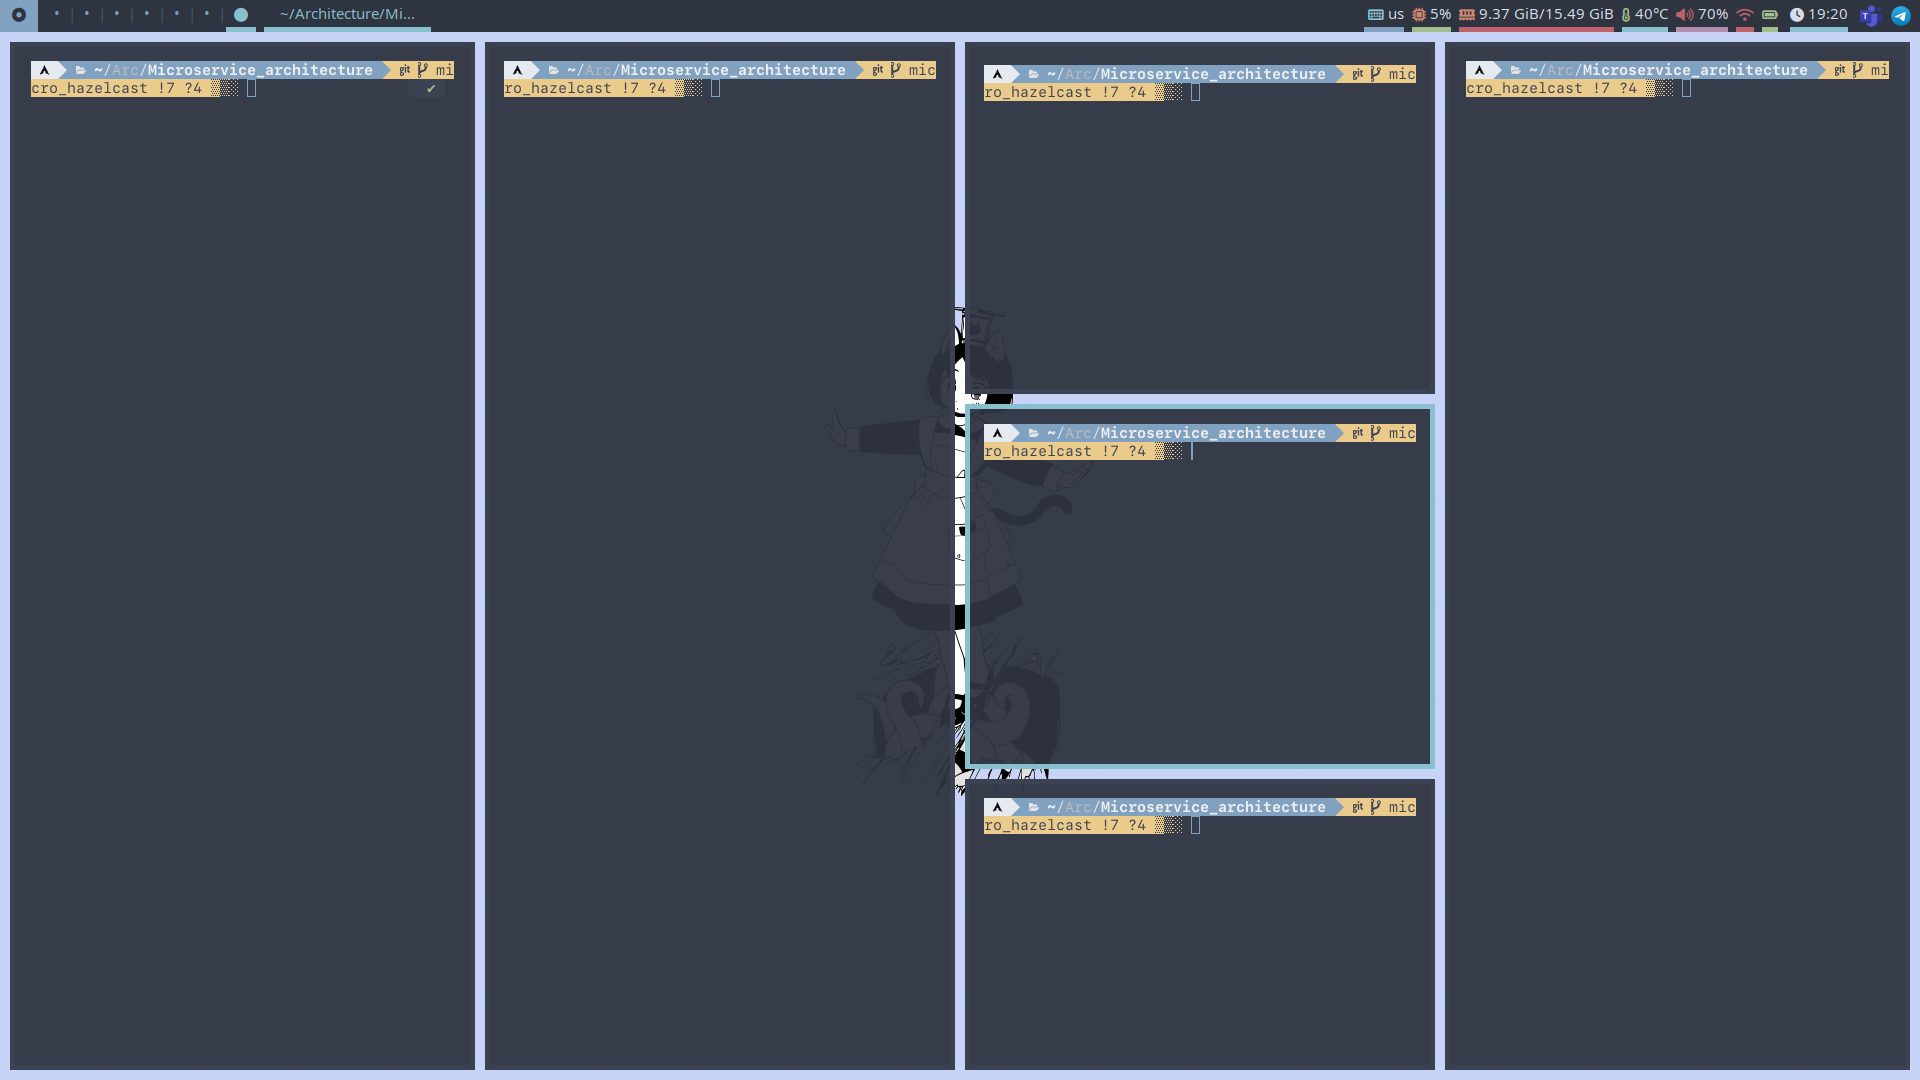 ~/Architecture/Mi...
us 5% 9.37 GiB/15.49 GiB 40°C 70% 19:20
~/Arc/Microservice_architecture git mi
cro_hazelcast !7 ?4 ✔
~/Arc/Microservice_architecture git mic
ro_hazelcast !7 ?4
~/Arc/Microservice_architecture git mic
ro_hazelcast !7 ?4
~/Arc/Microservice_architecture git mic
ro_hazelcast !7 ?4
~/Arc/Microservice_architecture git mic
ro_hazelcast !7 ?4
~/Arc/Microservice_architecture git mi
cro_hazelcast !7 ?4